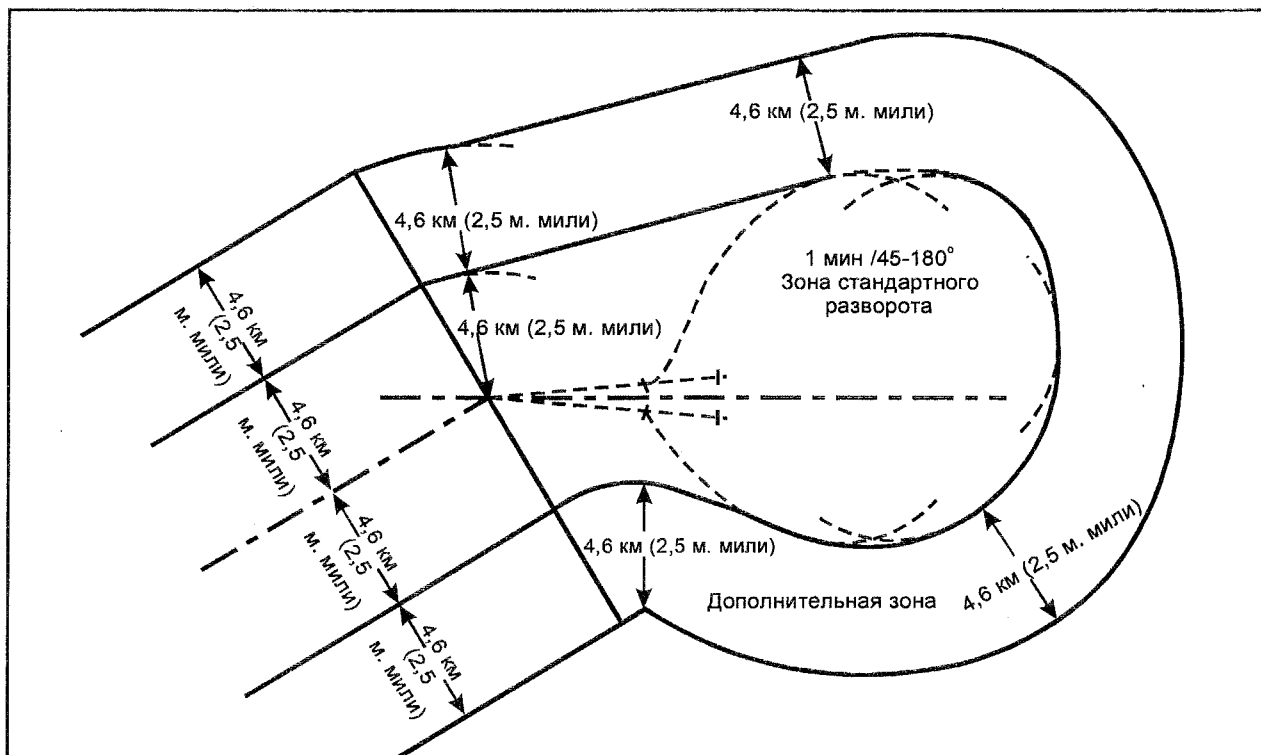 4,6 км (2,5 м. мили)
4,6 км (2,5 м. мили)
1 мин /45-180°
Зона стандартного
разворота
4,6 км
(2,5
м. мили)
4,6 км (2,5 м. мили)
4,6 км
(2,5
м. мили)
4,6 км
(2,5
м. мили)
4,6 км (2,5 м. мили)
4,6 км (2,5 м. мили)
Дополнительная зона
4,6 км
(2,5
м. мили)